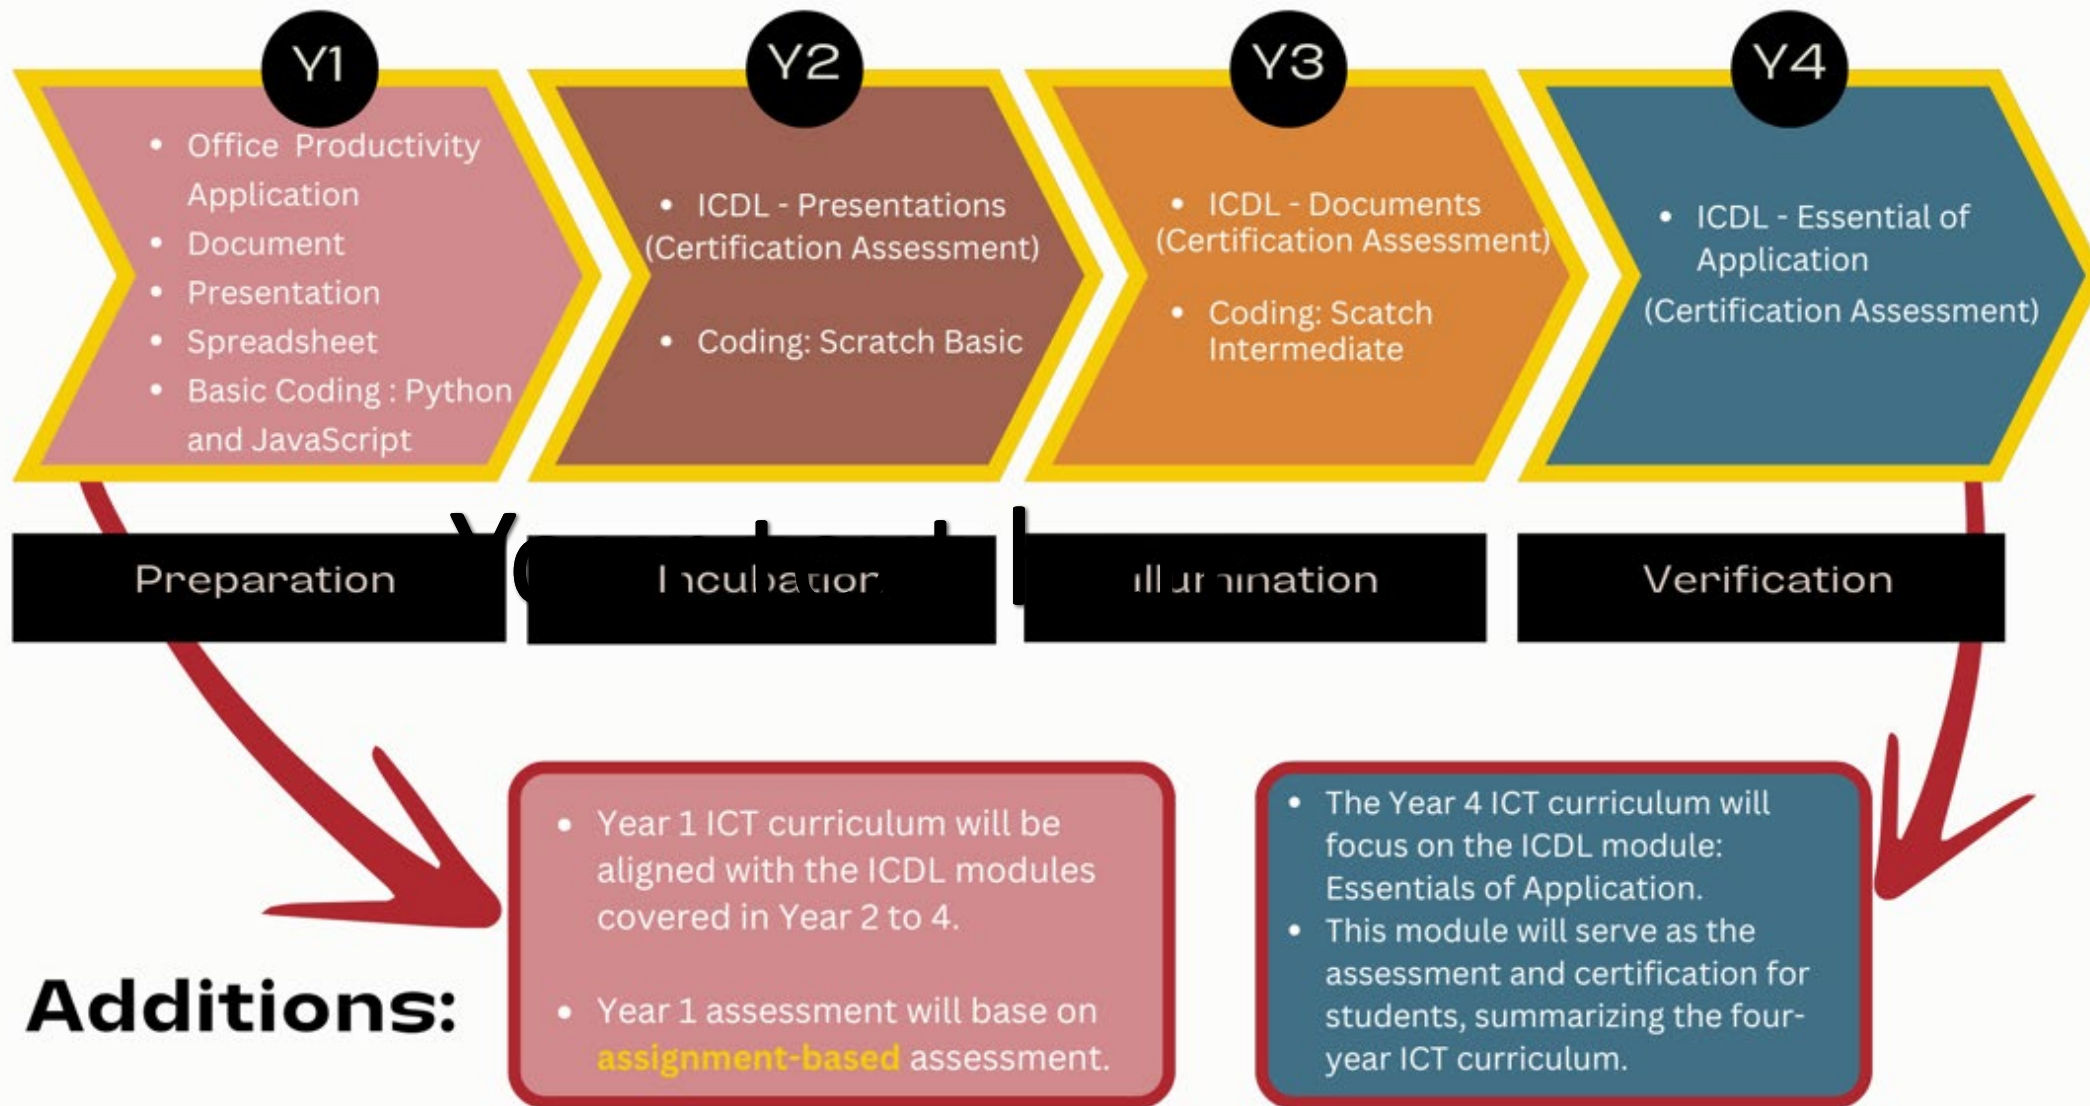 Y1
Office Productivity
Application
Document
Presentation
Spreadsheet
Basic Coding : Python
and JavaScript
Y2
ICDL - Presentations
(Certification Assessment)
Coding: Scratch Basic
Y3
ICDL - Documents
(Certification Assessment)
Coding: Scatch
Intermediate
Y4
ICDL - Essential of
Application
(Certification Assessment)
Preparation
Incubation
Illumination
Verification
Additions:
Year 1 ICT curriculum will be
aligned with the ICDL modules
covered in Year 2 to 4.
Year 1 assessment will base on
assignment-based assessment.
The Year 4 ICT curriculum will
focus on the ICDL module:
Essentials of Application.
This module will serve as the
assessment and certification for
students, summarizing the four-
year ICT curriculum.